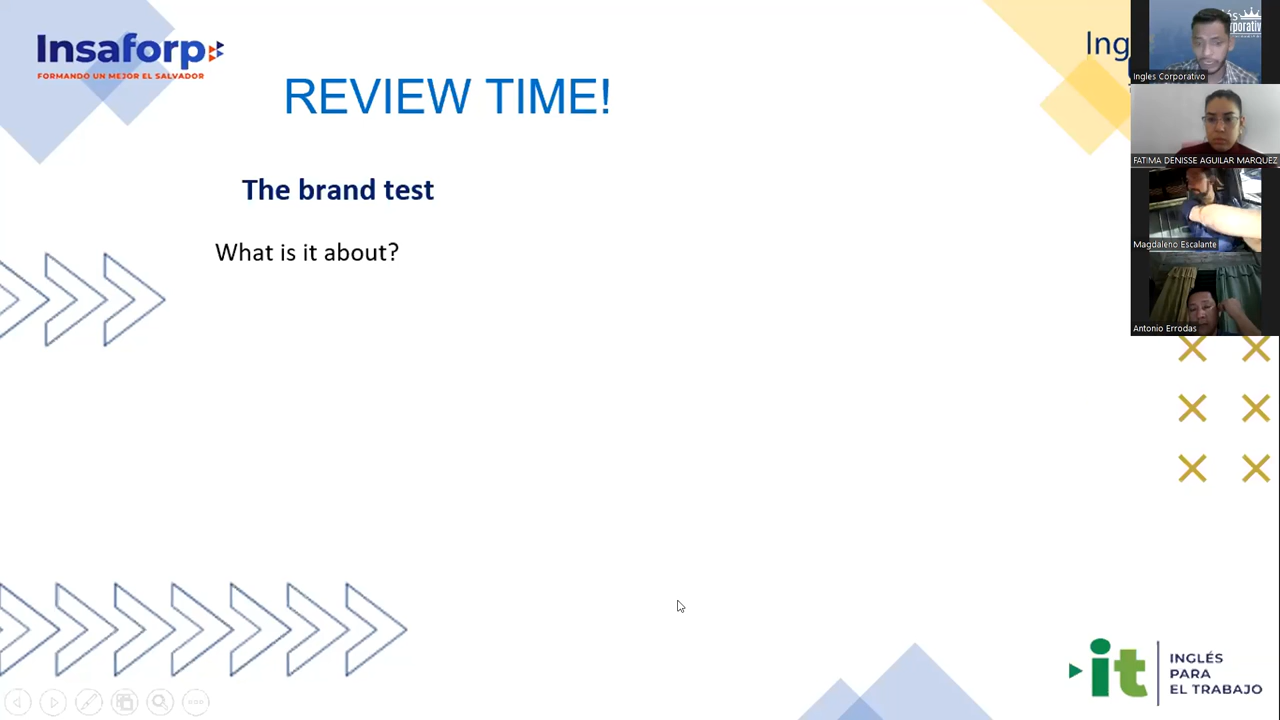 Insaforp
FORMANDO UN MEJOR EL SALVADOR
REVIEW TIME!
Ing
The brand test
What is it about?
Ingles Corporativo
FATIMA DENISSE AGUILAR MARQUEZ
Magdaleno Escalante
Antonio Errodas
it
INGLÉS
PARA
EL TRABAJO